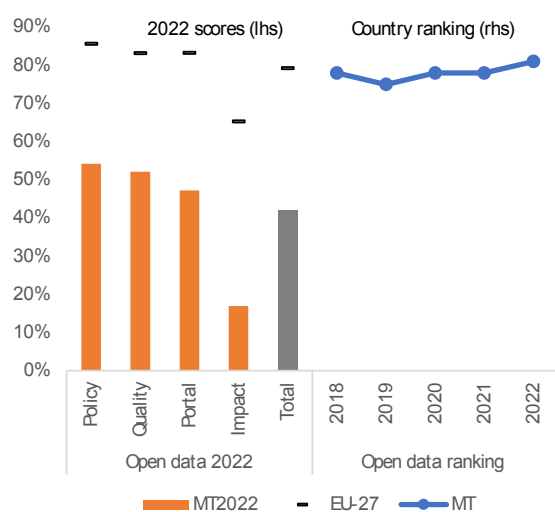 2022 scores (lhs)
Country ranking (rhs)
90%
80%
70%
60%
50%
40%
30%
20%
10%
0%
Policy
Quality
Portal
Impact
Total
2018
2019
2020
2021
2022
Open data 2022
Open data ranking
MT2022
EU-27
MT